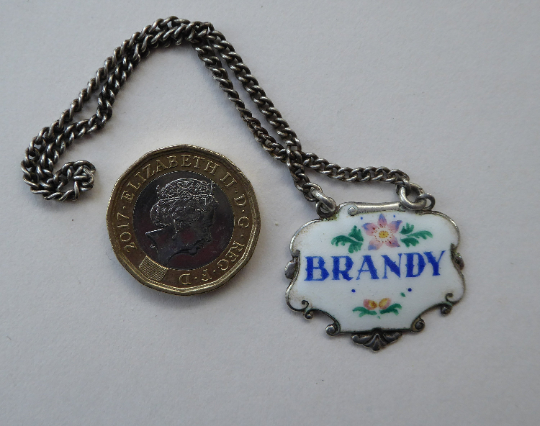 2017 · ELIZABETH II · D · G · REG · F · D ·
BRANDY